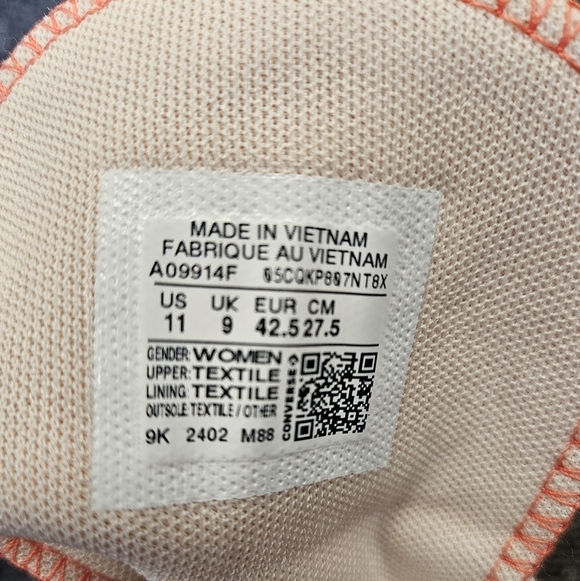 MADE IN VIETNAM
FABRIQUE AU VIETNAM
A09914F 05CQKP807NT8X
US UK EUR CM
11 9 42.5 27.5
GENDER: WOMEN
UPPER: TEXTILE
LINING: TEXTILE
OUTSOLE: TEXTILE / OTHER
CONVERSE
9K 2402 M88